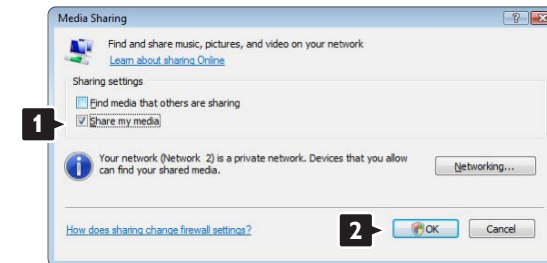 Media Sharing
Find and share music, pictures, and video on your network
Learn about sharing Online
Sharing settings
Find media that others are sharing
1
Share my media
Your network (Network 2) is a private network. Devices that you allow
can find your shared media.
Networking...
How does sharing change firewall settings?
2
OK
Cancel